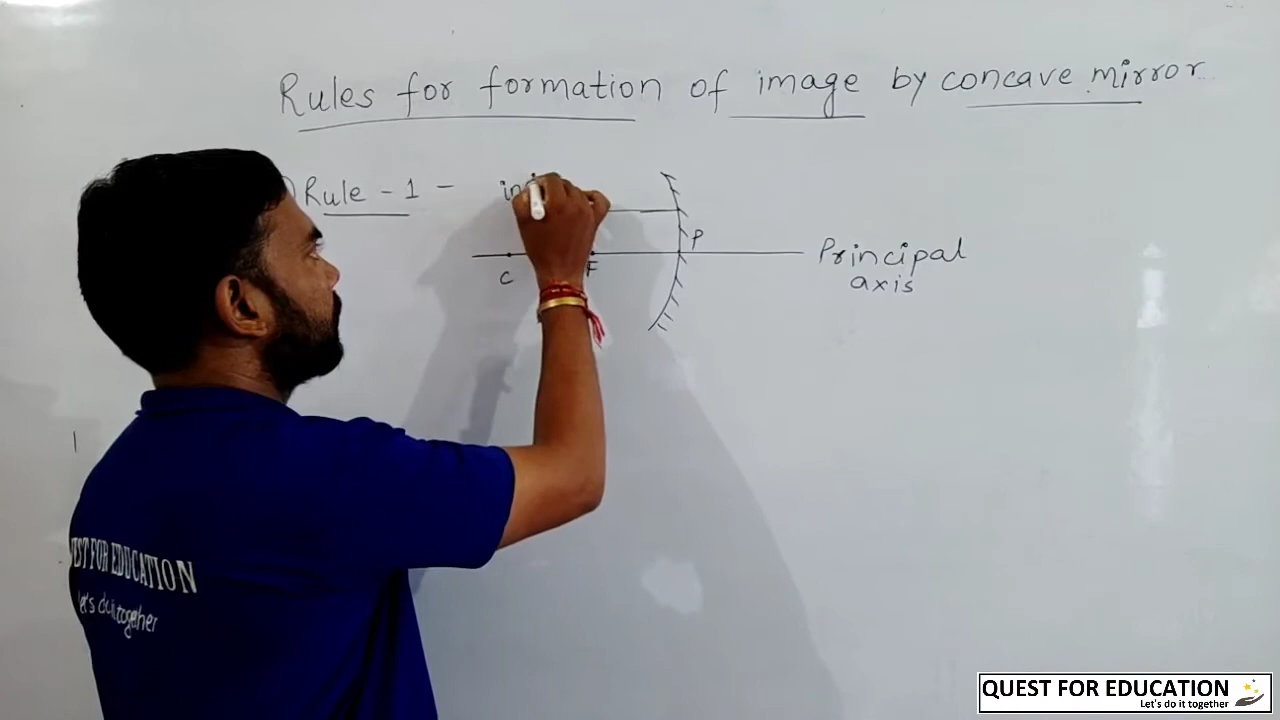 Rules for formation of image by concave mirror
Rule - 1 -
P
Principal
axis
C
F
QUEST FOR EDUCATION
Let's do it together
QUEST FOR EDUCATION
Let's do it together